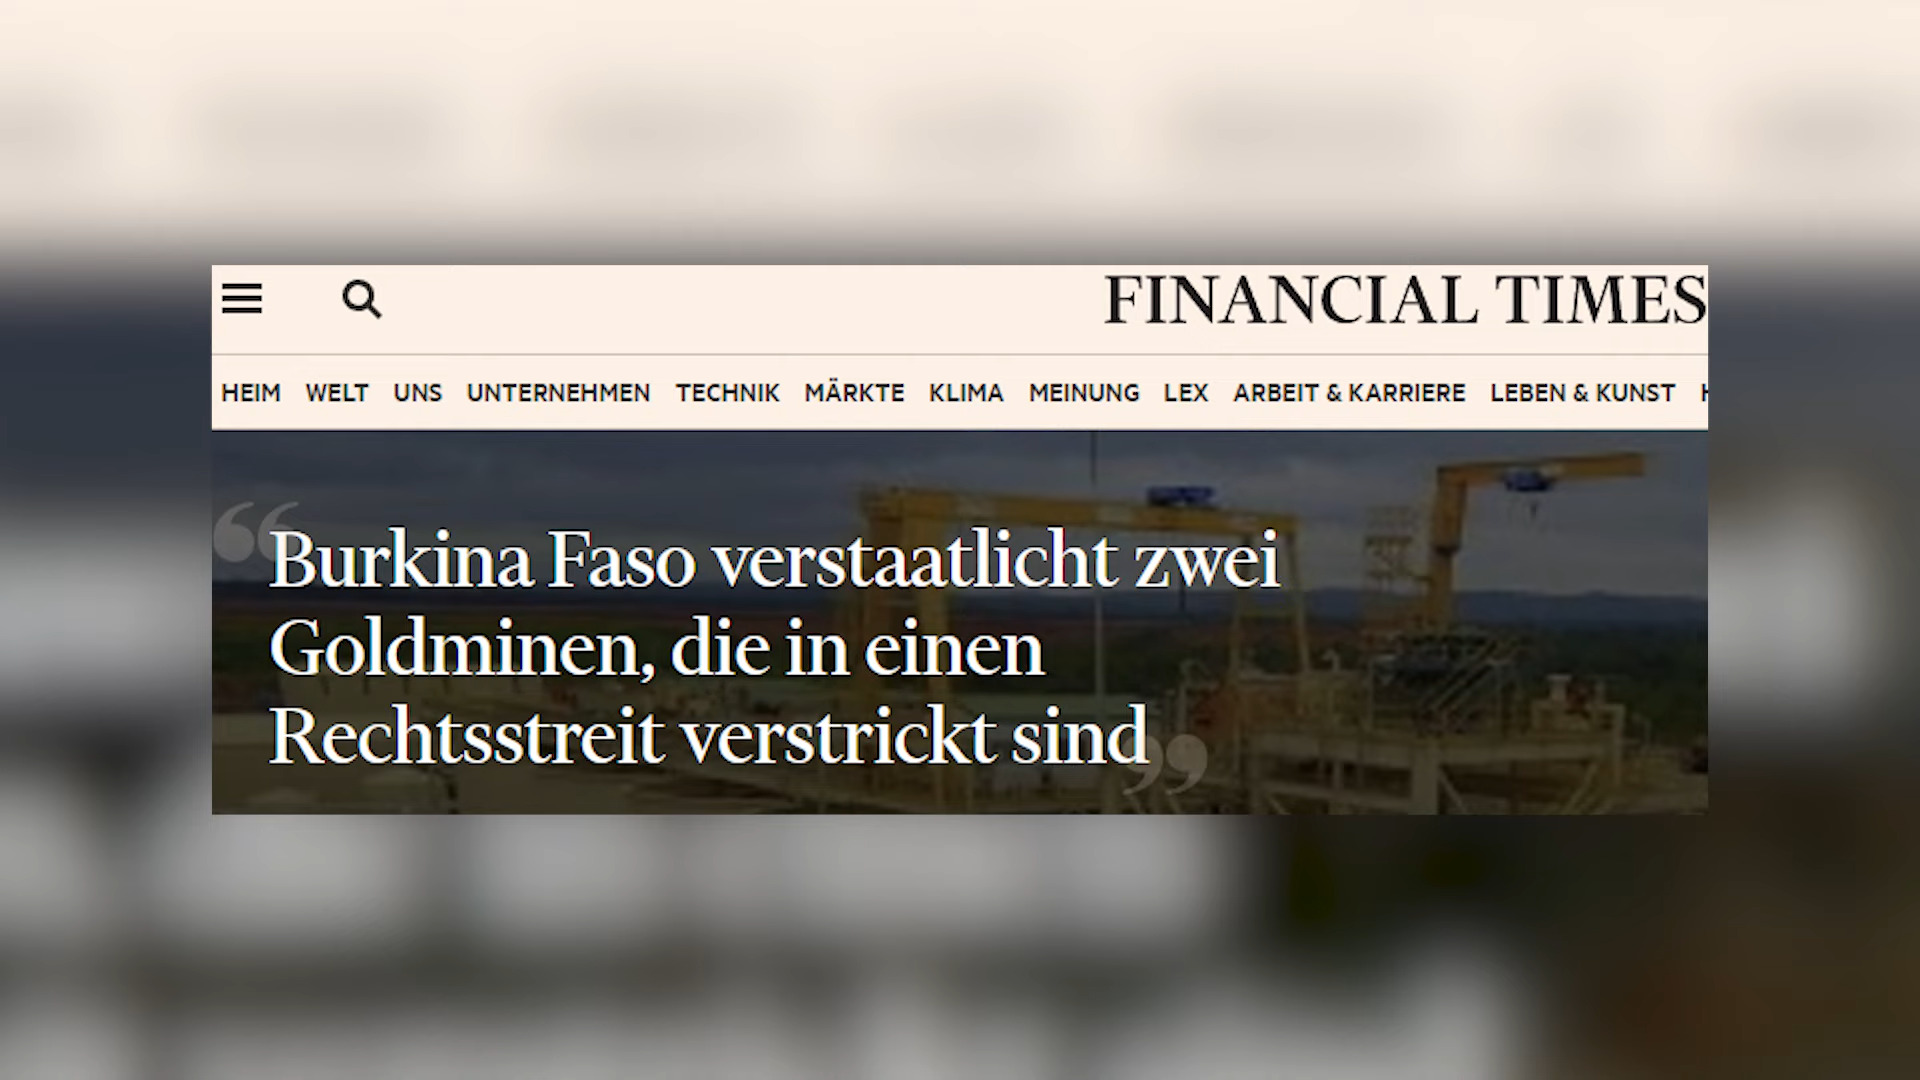 FINANCIAL TIMES
HEIM WELT UNS UNTERNEHMEN TECHNIK MÄRKTE KLIMA MEINUNG LEX ARBEIT & KARRIERE LEBEN & KUNST
“Burkina Faso verstaatlicht zwei
Goldminen, die in einen
Rechtsstreit verstrickt sind”